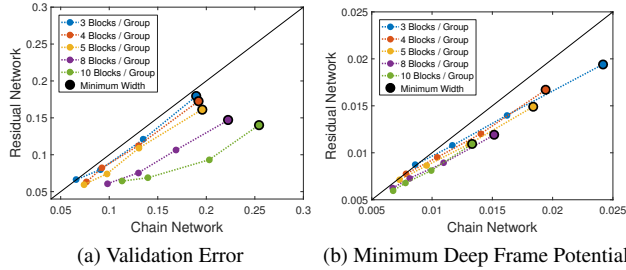 0.3
0.25
0.2
0.15
0.1
0.05
Residual Network
3 Blocks / Group
4 Blocks / Group
5 Blocks / Group
8 Blocks / Group
10 Blocks / Group
Minimum Width
0.05 0.1 0.15 0.2 0.25 0.3
Chain Network
(a) Validation Error
0.025
0.02
0.015
0.01
0.005
Residual Network
3 Blocks / Group
4 Blocks / Group
5 Blocks / Group
8 Blocks / Group
10 Blocks / Group
Minimum Width
0.005 0.01 0.015 0.02 0.025
Chain Network
(b) Minimum Deep Frame Potential